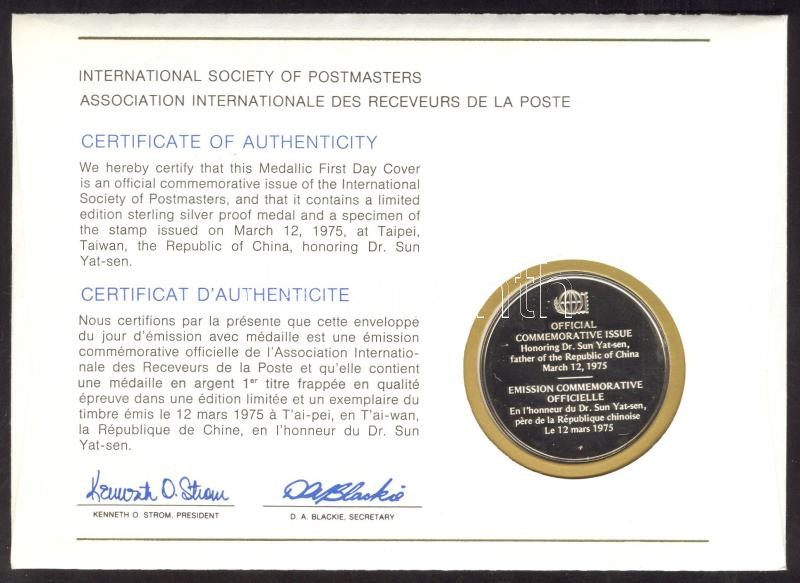 INTERNATIONAL SOCIETY OF POSTMASTERS
ASSOCIATION INTERNATIONALE DES RECEVEURS DE LA POSTE
CERTIFICATE OF AUTHENTICITY
We hereby certify that this Medallic First Day Cover
is an official commemorative issue of the International
Society of Postmasters, and that it contains a limited
edition sterling silver proof medal and a specimen of
the stamp issued on March 12, 1975, at Taipei,
Taiwan, the Republic of China, honoring Dr. Sun
Yat-sen.
CERTIFICAT D'AUTHENTICITE
Nous certifions par la présente que cette enveloppe
du jour d'émission avec médaille est une émission
commémorative officielle de l'Association Internatio-
nale des Receveurs de la Poste et qu'elle contient
une médaille en argent 1er titre frappée en qualité
épreuve dans une édition limitée et un exemplaire du
timbre émis le 12 mars 1975 à T'ai-pei, en T'ai-wan,
la République de Chine, en l'honneur du Dr. Sun
Yat-sen.
Kenneth O. Strom
KENNETH O. STROM, PRESIDENT
D A Blackie
D. A. BLACKIE, SECRETARY
OFFICIAL
COMMEMORATIVE ISSUE
Honoring Dr. Sun Yat-sen,
father of the Republic of China
March 12, 1975
EMISSION COMMEMORATIVE
OFFICIELLE
En l'honneur du Dr. Sun Yat-sen,
père de la République chinoise
Le 12 mars 1975